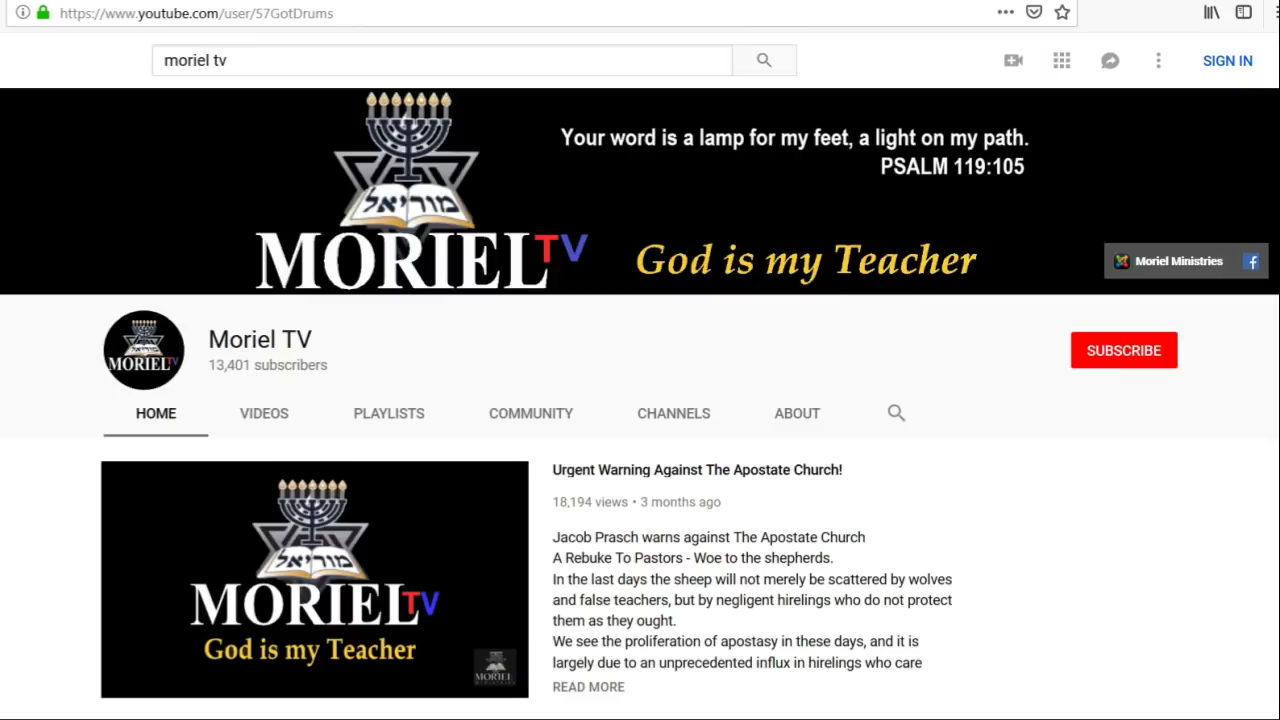 https://www.youtube.com/user/57GotDrums
moriel tv
SIGN IN
Your word is a lamp for my feet, a light on my path.
PSALM 119:105
מוריאל
MORIEL TV
God is my Teacher
Moriel Ministries
MORIEL TV
Moriel TV
13,401 subscribers
SUBSCRIBE
HOME
VIDEOS
PLAYLISTS
COMMUNITY
CHANNELS
ABOUT
מוריאל
MORIEL TV
God is my Teacher
MORIEL
Urgent Warning Against The Apostate Church!
18,194 views • 3 months ago
Jacob Prasch warns against The Apostate Church
A Rebuke To Pastors - Woe to the shepherds.
In the last days the sheep will not merely be scattered by wolves
and false teachers, but by negligent hirelings who do not protect
them as they ought.
We see the proliferation of apostasy in these days, and it is
largely due to an unprecedented influx in hirelings who care
READ MORE